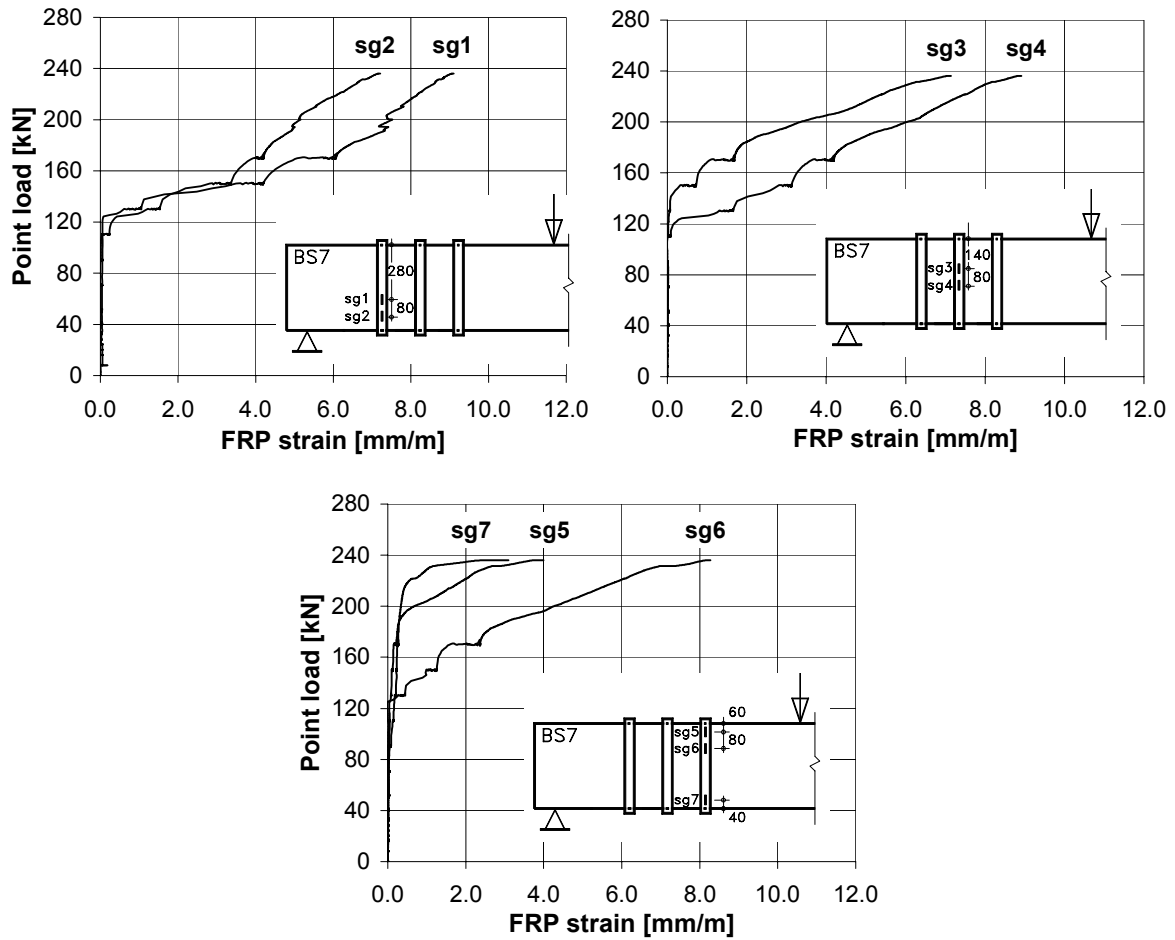 280
240
200
160
120
80
40
0
Point load [kN]
sg2 sg1
BS7
280
sg1
80
sg2
0.0 2.0 4.0 6.0 8.0 10.0 12.0
FRP strain [mm/m]
280
240
200
160
120
80
40
0
sg3 sg4
BS7
140
sg3
80
sg4
0.0 2.0 4.0 6.0 8.0 10.0 12.0
FRP strain [mm/m]
280
240
200
160
120
80
40
0
Point load [kN]
sg7 sg5 sg6
60
BS7
sg5
80
sg6
sg7
40
0.0 2.0 4.0 6.0 8.0 10.0 12.0
FRP strain [mm/m]